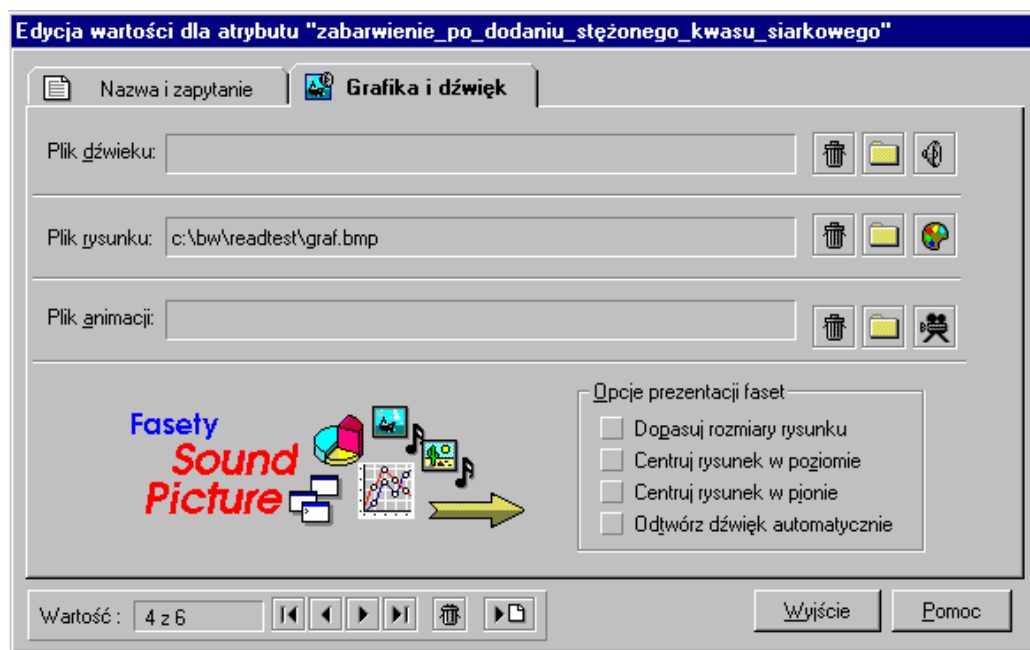 Edycja wartości dla atrybutu "zabarwienie_po_dodaniu_stężonego_kwasu_siarkowego"
Nazwa i zapytanie
Grafika i dźwięk
Plik dźwieku:
Plik rysunku: c:\bw\readtest\graf.bmp
Plik animacji:
Fasety
Sound
Picture
Opcje prezentacji faset
Dopasuj rozmiary rysunku
Centruj rysunek w poziomie
Centruj rysunek w pionie
Odtwórz dźwięk automatycznie
Wartość : 4 z 6
Wyjście
Pomoc